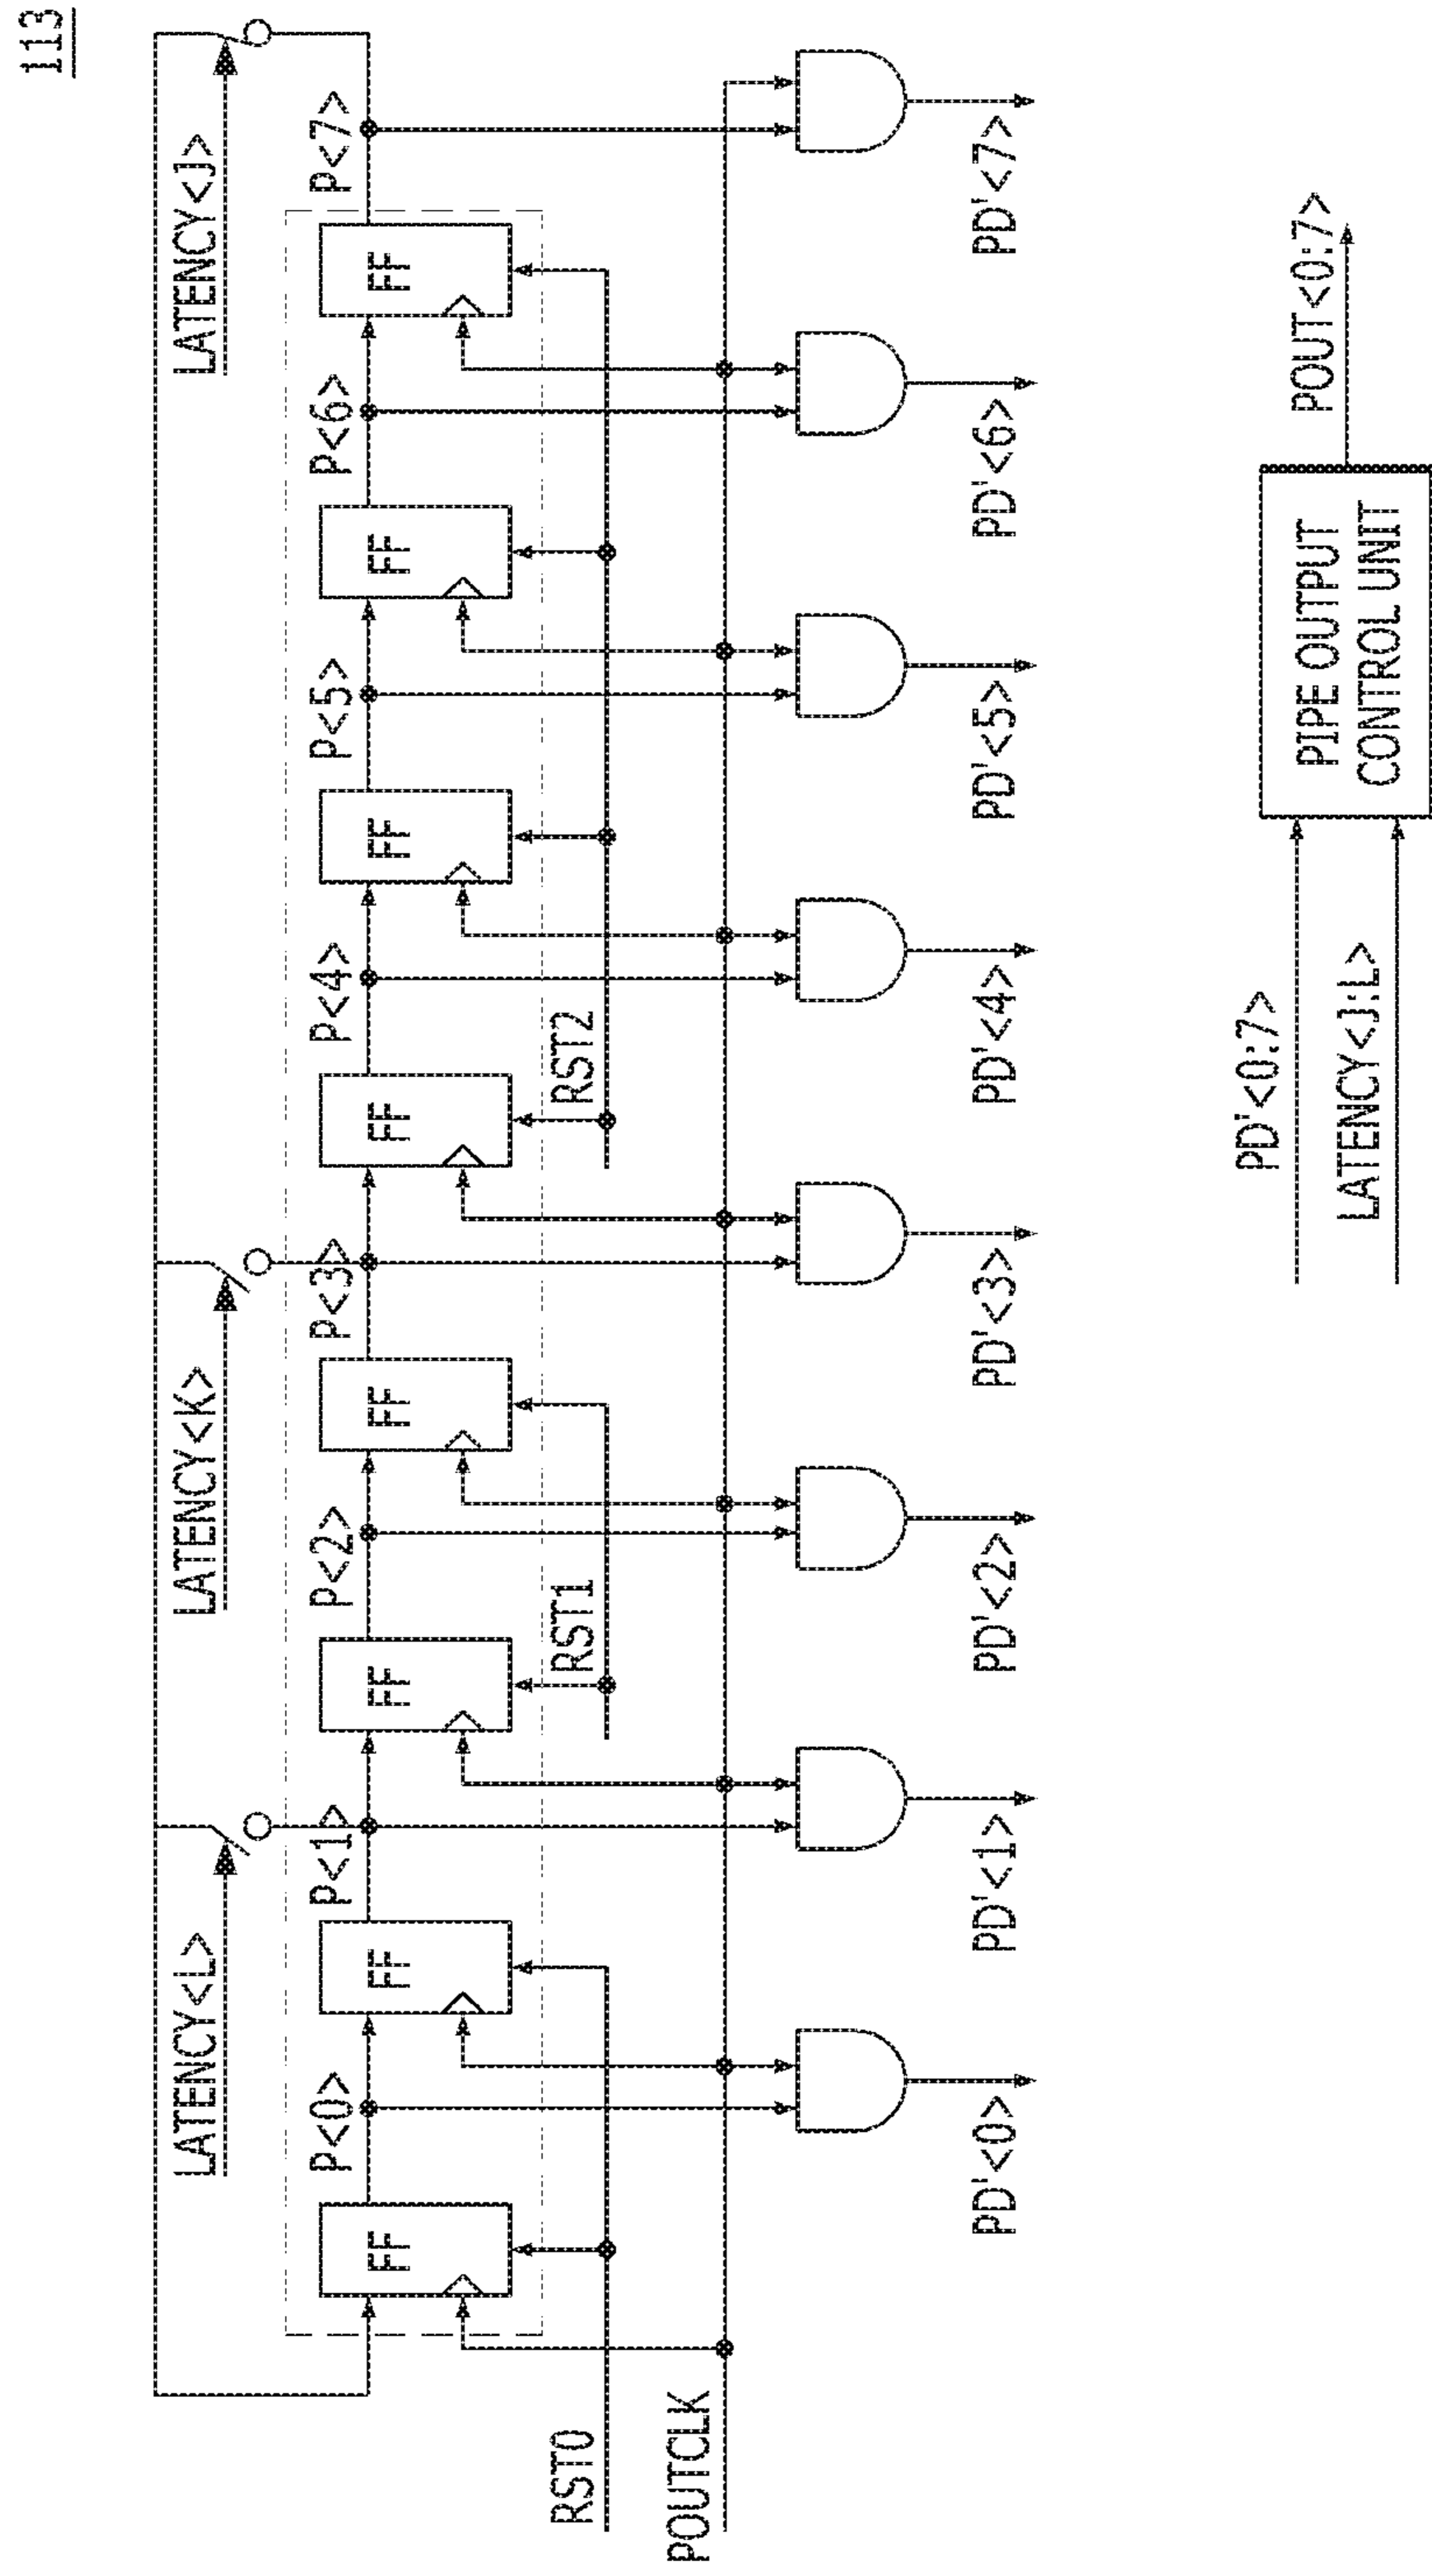 113
LATENCY<L>
LATENCY<K>
LATENCY<J>
P<0>
P<1>
P<2>
P<3>
P<4>
P<5>
P<6>
P<7>
FF
FF
FF
FF
FF
FF
FF
FF
RST0
RST1
RST2
POUTCLK
PD'<0>
PD'<1>
PD'<2>
PD'<3>
PD'<4>
PD'<5>
PD'<6>
PD'<7>
PD'<0:7>
LATENCY<J:L>
PIPE OUTPUT
CONTROL UNIT
POUT<0:7>